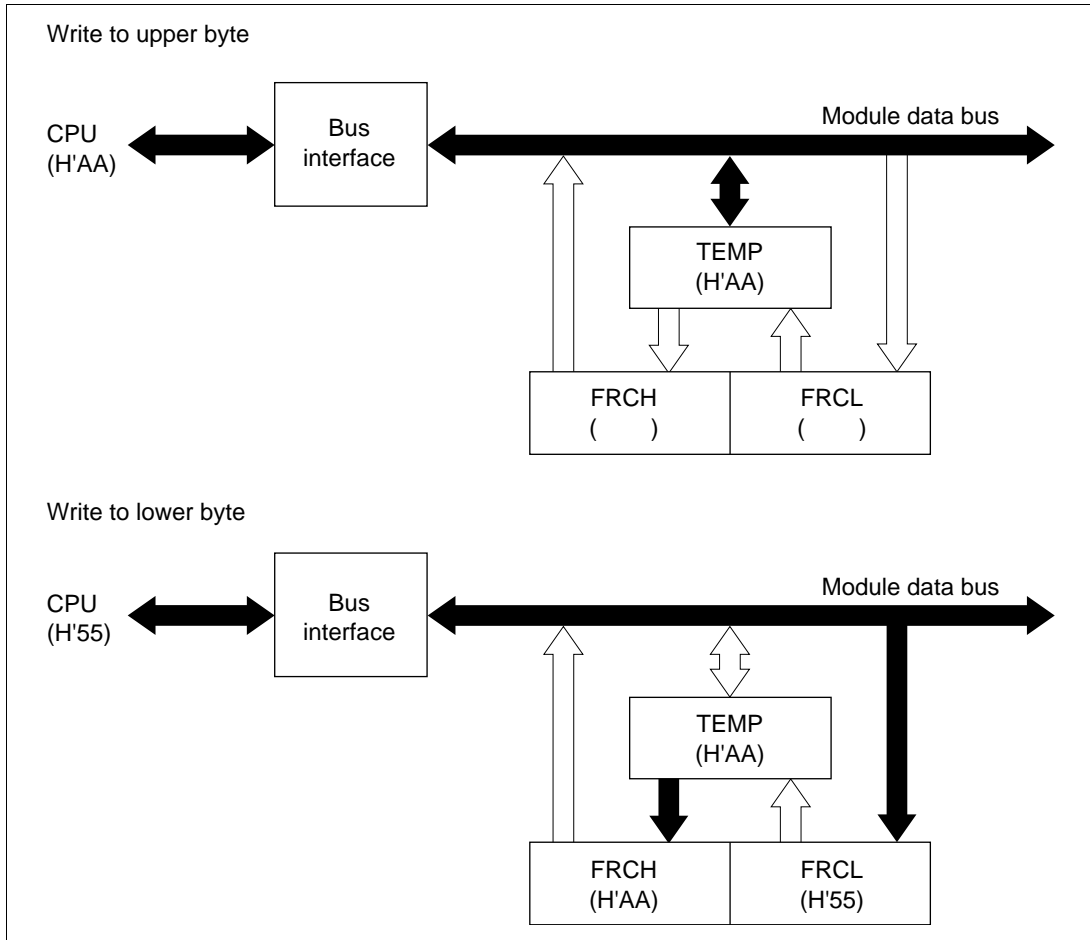 Write to upper byte
CPU
(H'AA)
Bus
interface
Module data bus
TEMP
(H'AA)
FRCH
( )
FRCL
( )
Write to lower byte
CPU
(H'55)
Bus
interface
Module data bus
TEMP
(H'AA)
FRCH
(H'AA)
FRCL
(H'55)